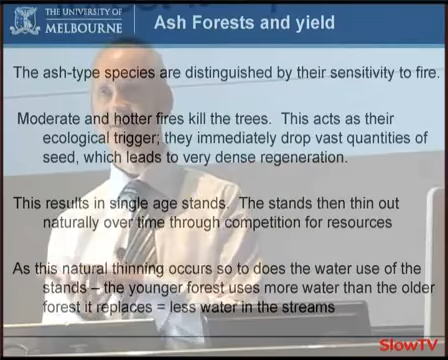 THE UNIVERSITY OF
MELBOURNE
Ash Forests and yield
The ash-type species are distinguished by their sensitivity to fire.
Moderate and hotter fires kill the trees. This acts as their
ecological trigger; they immediately drop vast quantities of
seed, which leads to very dense regeneration.
This results in single age stands. The stands then thin out
naturally over time through competition for resources
As this natural thinning occurs so to does the water use of the
stands – the younger forest uses more water than the older
forest it replaces = less water in the streams
SlowTV